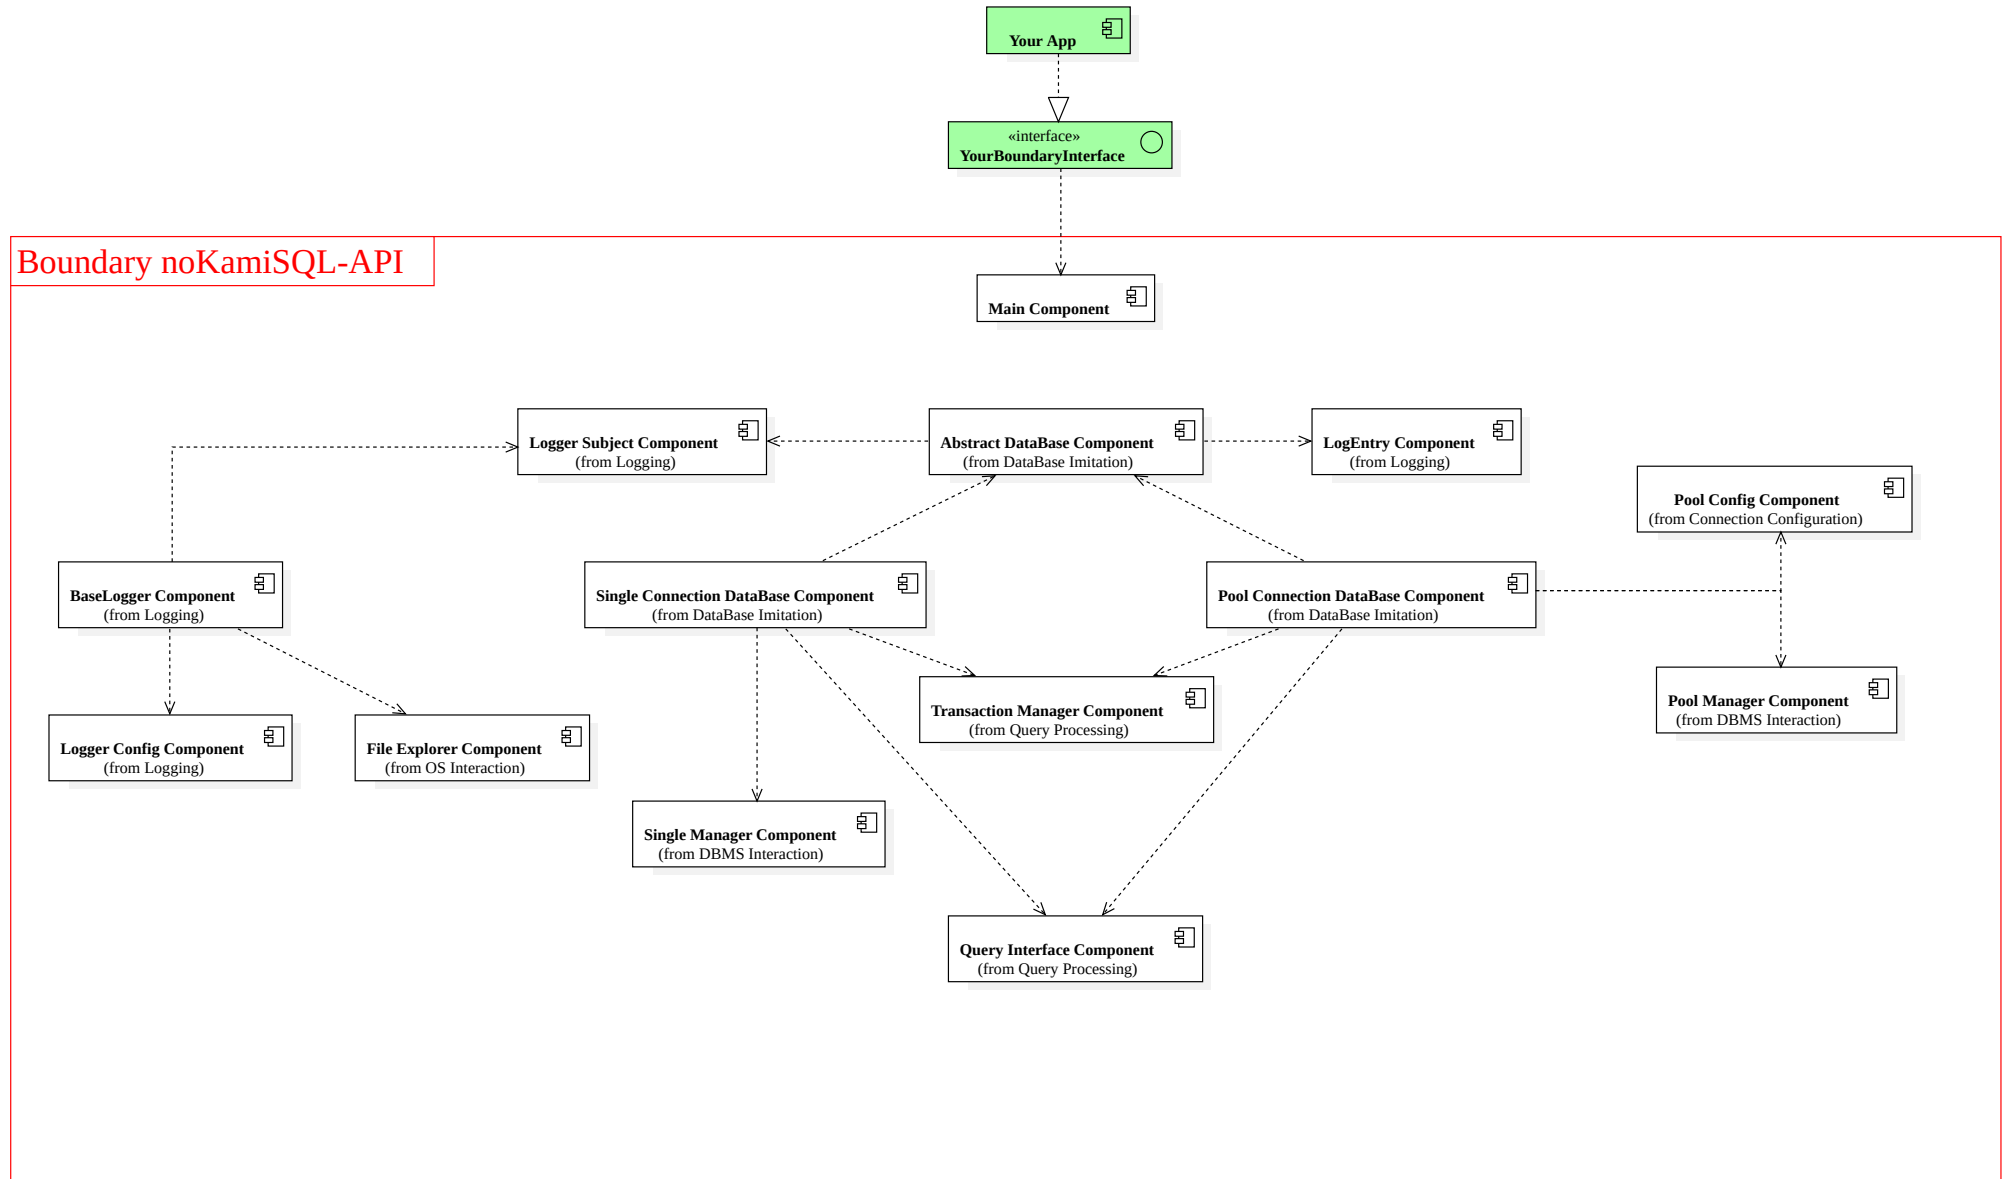 Your App
«interface»
YourBoundaryInterface
Boundary noKamiSQL-API
Main Component
Logger Subject Component
(from Logging)
Abstract DataBase Component
(from DataBase Imitation)
LogEntry Component
(from Logging)
Pool Config Component
(from Connection Configuration)
BaseLogger Component
(from Logging)
Single Connection DataBase Component
(from DataBase Imitation)
Pool Connection DataBase Component
(from DataBase Imitation)
Transaction Manager Component
(from Query Processing)
Pool Manager Component
(from DBMS Interaction)
Logger Config Component
(from Logging)
File Explorer Component
(from OS Interaction)
Single Manager Component
(from DBMS Interaction)
Query Interface Component
(from Query Processing)